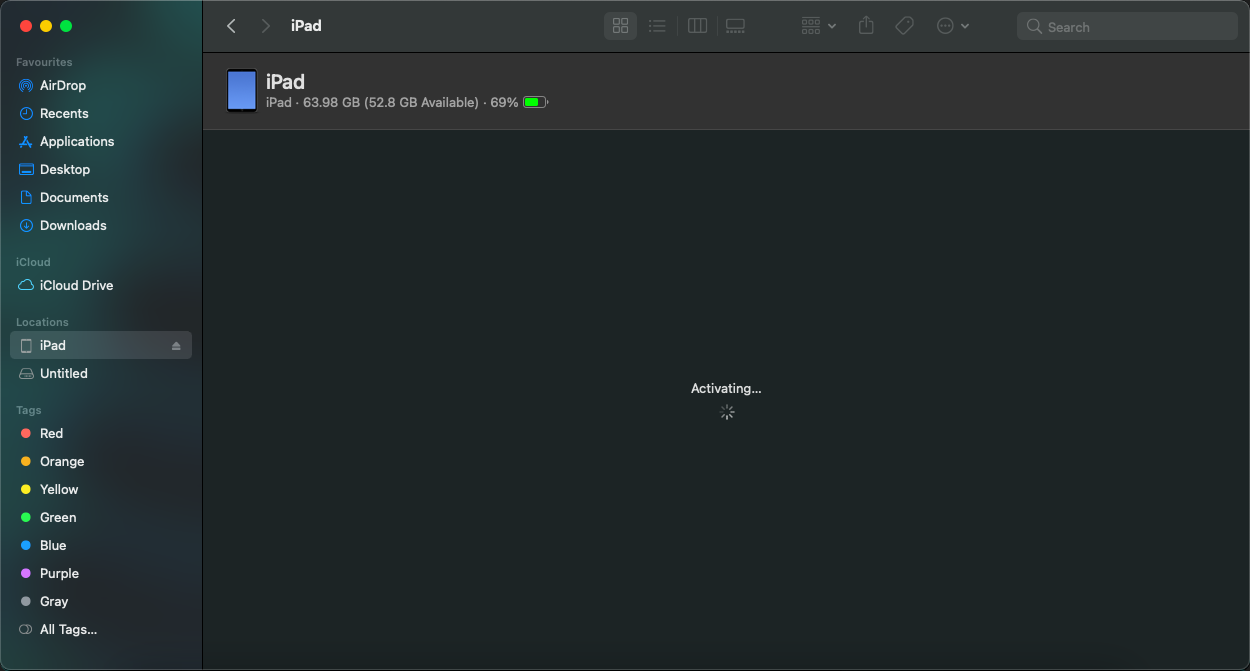 Favourites
AirDrop
Recents
Applications
Desktop
Documents
Downloads
iCloud
iCloud Drive
Locations
iPad
Untitled
Tags
Red
Orange
Yellow
Green
Blue
Purple
Gray
All Tags...
iPad
Search
iPad
iPad · 63.98 GB (52.8 GB Available) · 69%
Activating...